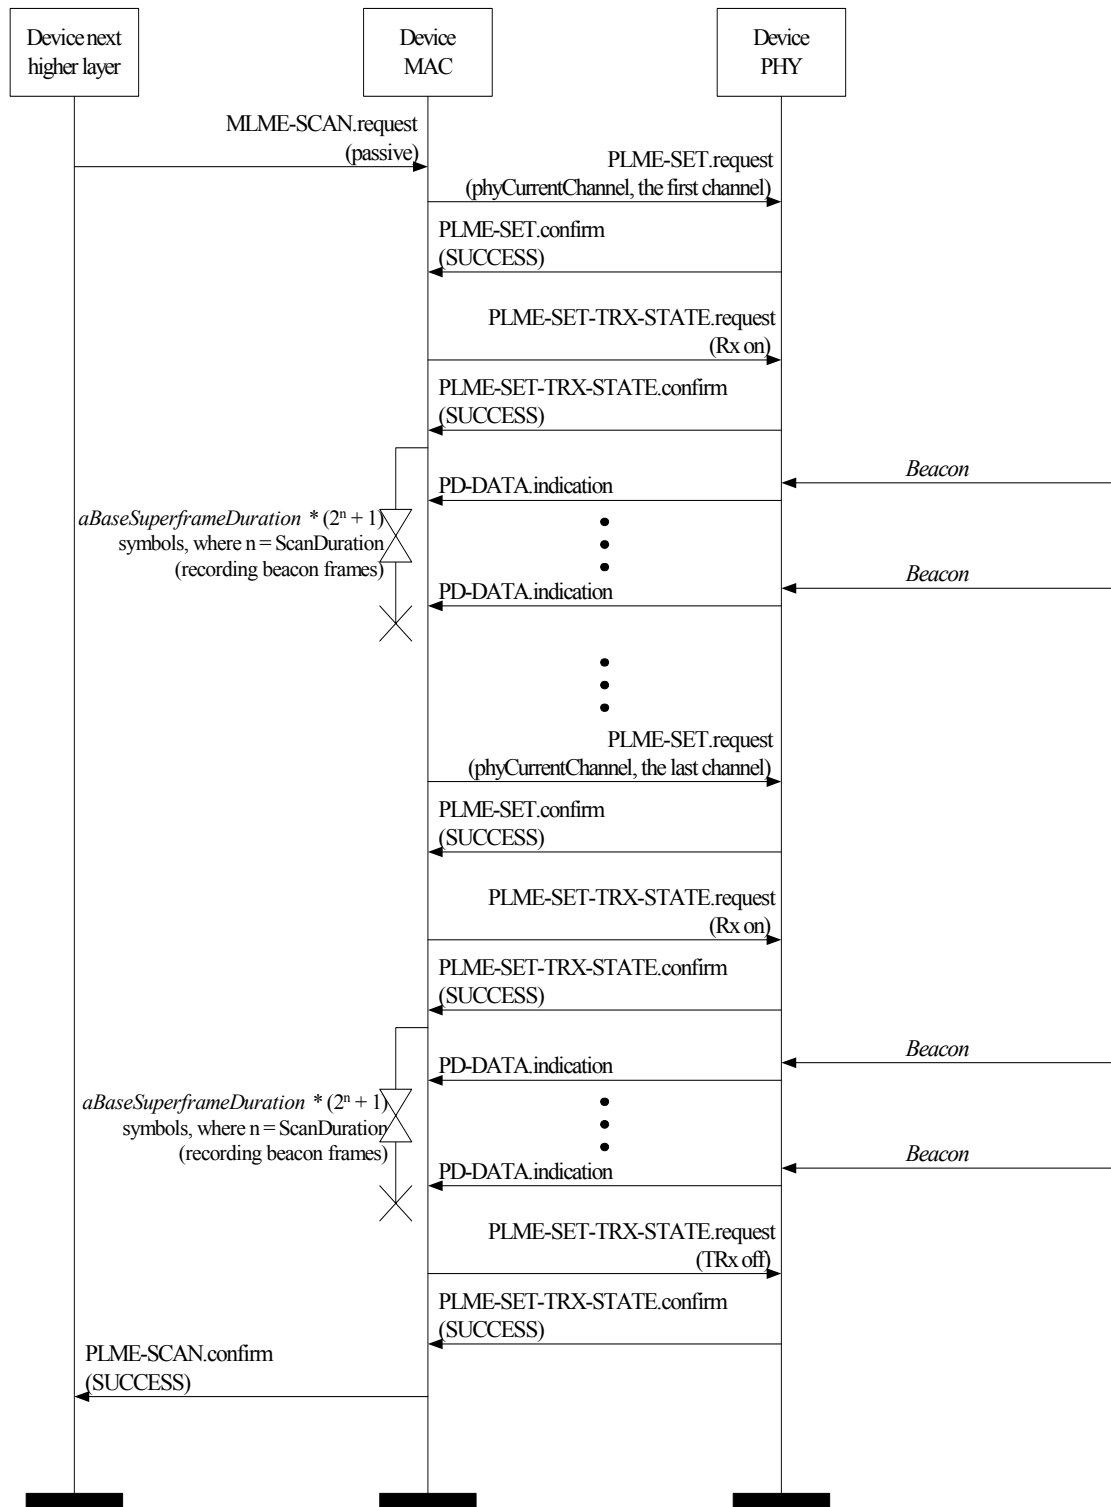 Device next
higher layer
Device
MAC
Device
PHY
MLME-SCAN.request
(passive)
PLME-SET.request
(phyCurrentChannel, the first channel)
PLME-SET.confirm
(SUCCESS)
PLME-SET-TRX-STATE.request
(Rx on)
PLME-SET-TRX-STATE.confirm
(SUCCESS)
Beacon
PD-DATA.indication
aBaseSuperframeDuration * (2ⁿ + 1)
symbols, where n = ScanDuration
(recording beacon frames)
Beacon
PD-DATA.indication
PLME-SET.request
(phyCurrentChannel, the last channel)
PLME-SET.confirm
(SUCCESS)
PLME-SET-TRX-STATE.request
(Rx on)
PLME-SET-TRX-STATE.confirm
(SUCCESS)
Beacon
PD-DATA.indication
aBaseSuperframeDuration * (2ⁿ + 1)
symbols, where n = ScanDuration
(recording beacon frames)
Beacon
PD-DATA.indication
PLME-SET-TRX-STATE.request
(TRx off)
PLME-SET-TRX-STATE.confirm
(SUCCESS)
PLME-SCAN.confirm
(SUCCESS)